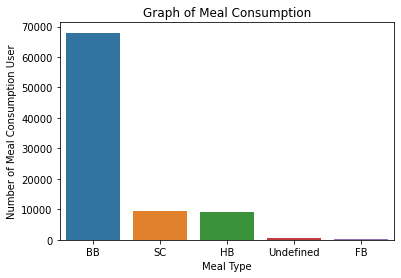 Graph of Meal Consumption
Number of Meal Consumption User
70000
60000
50000
40000
30000
20000
10000
0
BB SC HB Undefined FB
Meal Type